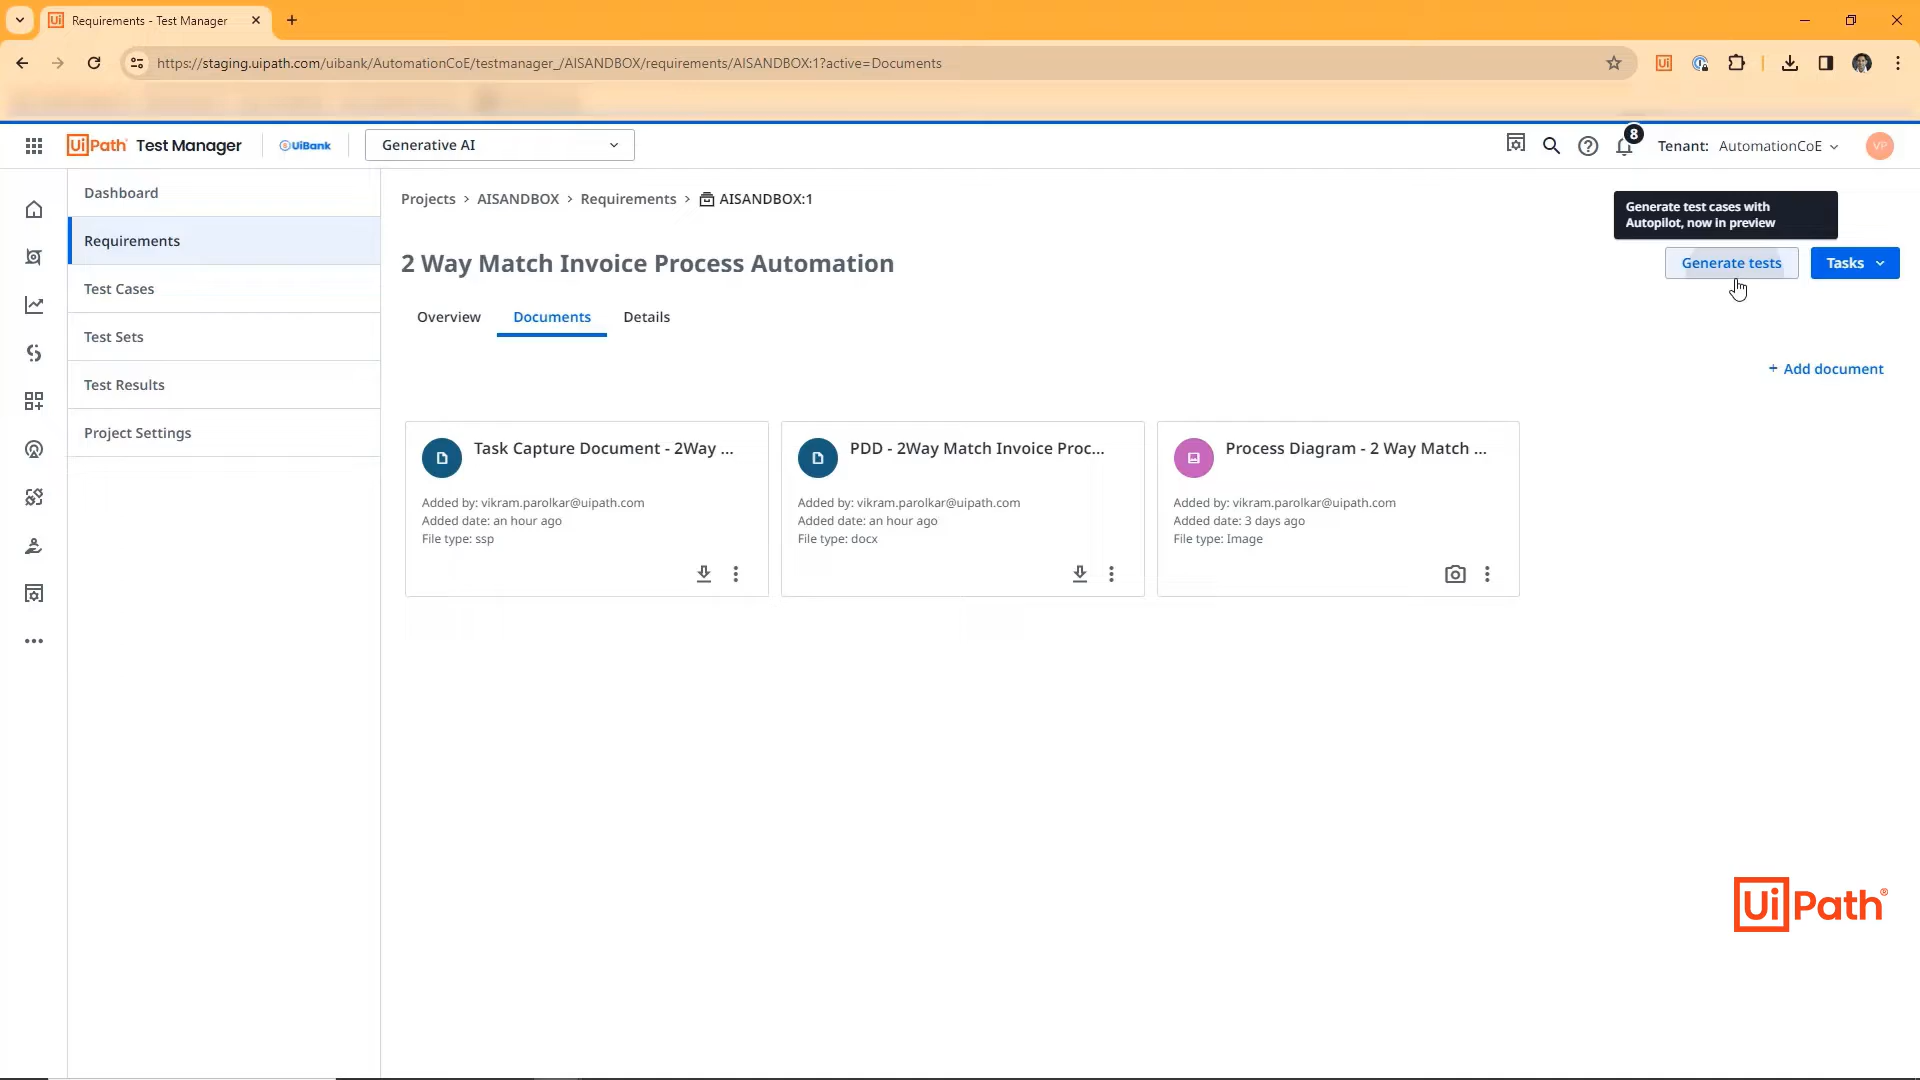 Requirements - Test Manager
https://staging.uipath.com/uibank/AutomationCoE/testmanager_/AISANDBOX/requirements/AISANDBOX:1?active=Documents
UiPath Test Manager
UiBank
Generative AI
8
Tenant: AutomationCoE
VP
Dashboard
Requirements
Test Cases
Test Sets
Test Results
Project Settings
Projects > AISANDBOX > Requirements > AISANDBOX:1
Generate test cases with
Autopilot, now in preview
2 Way Match Invoice Process Automation
Generate tests
Tasks
Overview
Documents
Details
+ Add document
Task Capture Document - 2Way ...
Added by: vikram.parolkar@uipath.com
Added date: an hour ago
File type: ssp
PDD - 2Way Match Invoice Proc...
Added by: vikram.parolkar@uipath.com
Added date: an hour ago
File type: docx
Process Diagram - 2 Way Match ...
Added by: vikram.parolkar@uipath.com
Added date: 3 days ago
File type: Image
UiPath®